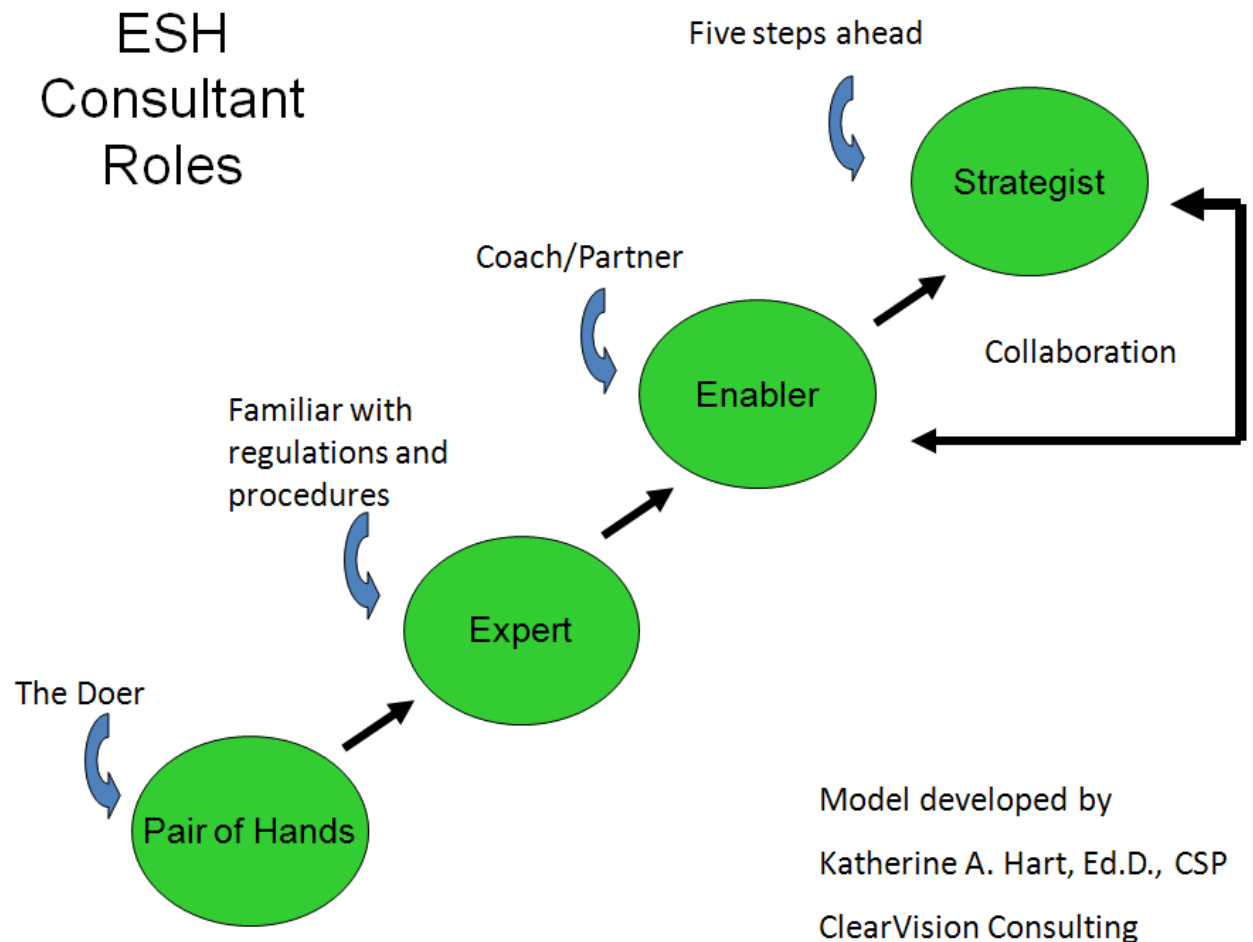 ESH
Consultant
Roles
Five steps ahead
Strategist
Coach/Partner
Collaboration
Enabler
Familiar with
regulations and
procedures
Expert
The Doer
Pair of Hands
Model developed by
Katherine A. Hart, Ed.D., CSP
ClearVision Consulting